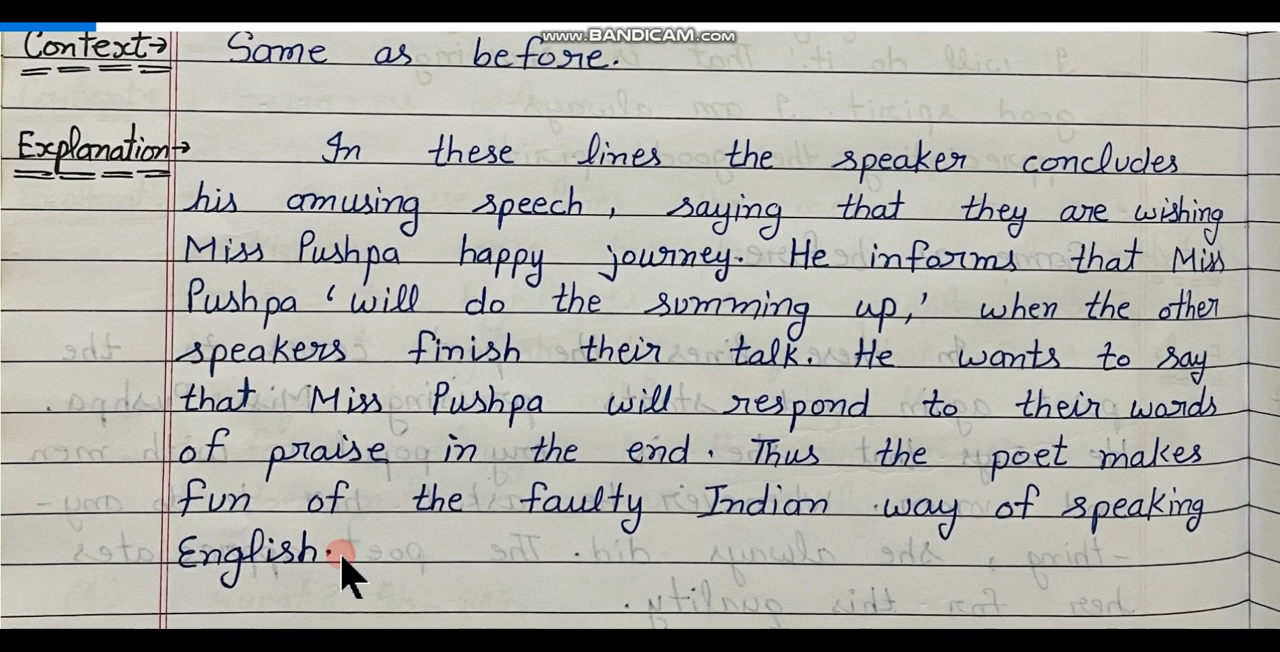 www.BANDICAM.com
Context→ Same as before.
Explanation→ In these lines the speaker concludes
his amusing speech, saying that they are wishing
Miss Pushpa happy journey. He informs that Miss
Pushpa ‘will do the summing up,’ when the other
speakers finish their talk. He wants to say
that Miss Pushpa will respond to their words
of praise in the end. Thus the poet makes
fun of the faulty Indian way of speaking
English.